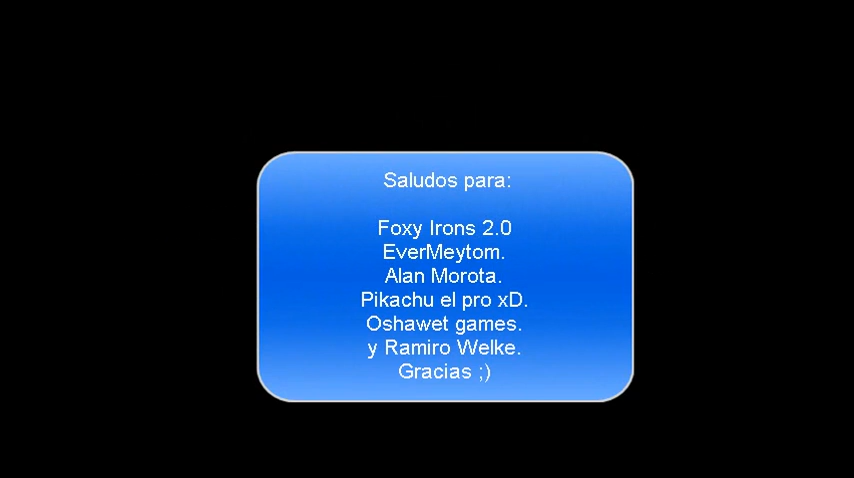 Saludos para:
Foxy Irons 2.0
EverMeytom.
Alan Morota.
Pikachu el pro xD.
Oshawet games.
y Ramiro Welke.
Gracias ;)